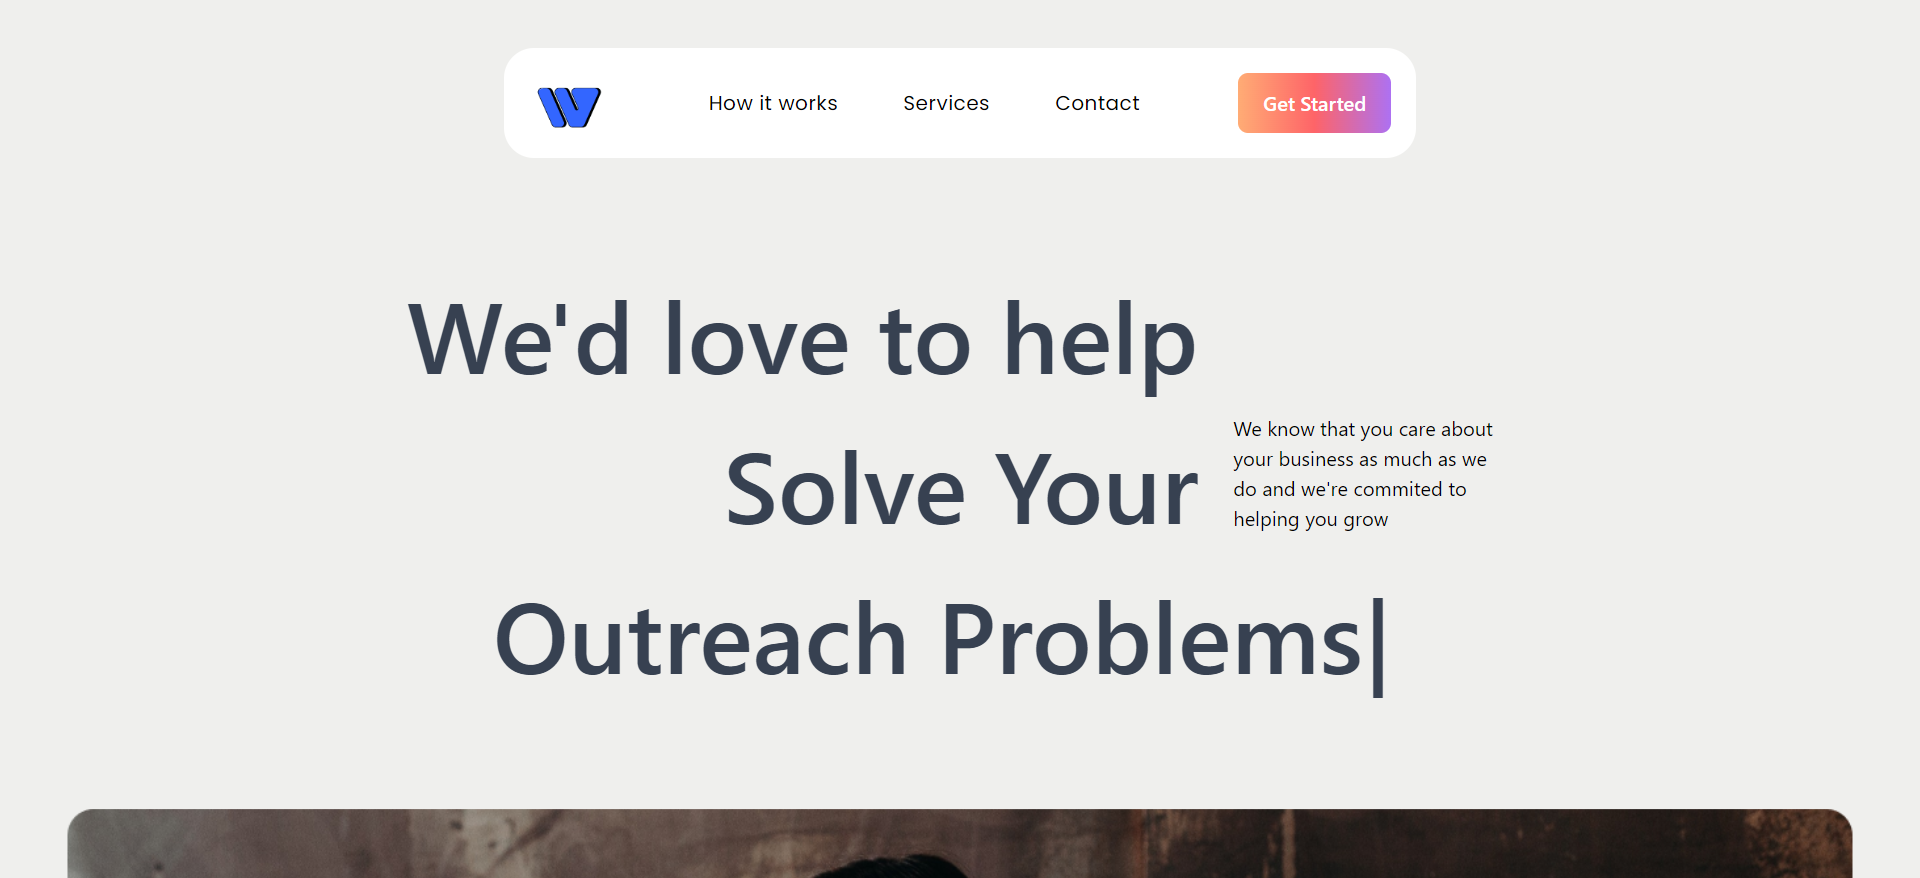 W
How it works
Services
Contact
Get Started
We'd love to help
Solve Your
We know that you care about
your business as much as we
do and we're commited to
helping you grow
Outreach Problems|